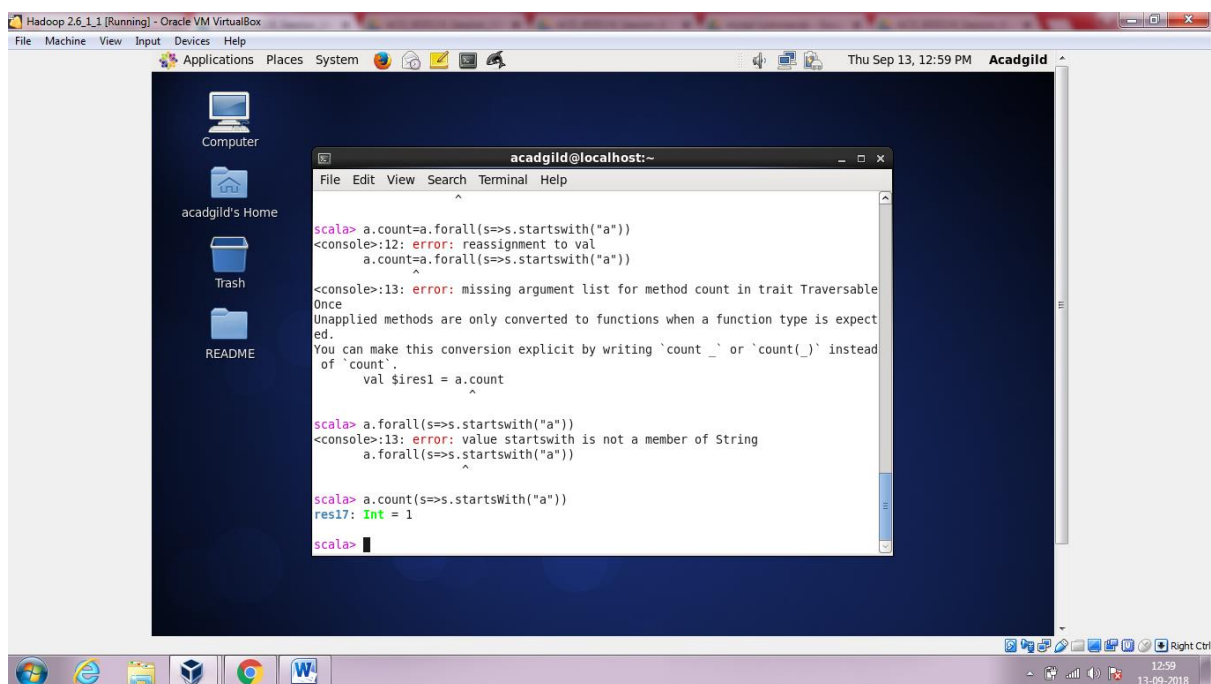 Hadoop 2.6_1_1 [Running] - Oracle VM VirtualBox
File Machine View Input Devices Help
Applications Places System
Thu Sep 13, 12:59 PM Acadgild
Computer
acadgild's Home
Trash
README
acadgild@localhost:~
File Edit View Search Terminal Help
^
scala> a.count=a.forall(s=>s.startswith("a"))
<console>:12: error: reassignment to val
a.count=a.forall(s=>s.startswith("a"))
^
<console>:13: error: missing argument list for method count in trait Traversable
Once
Unapplied methods are only converted to functions when a function type is expect
ed.
You can make this conversion explicit by writing `count _` or `count(_)` instead
of `count`.
val $ires1 = a.count
^
scala> a.forall(s=>s.startswith("a"))
<console>:13: error: value startswith is not a member of String
a.forall(s=>s.startswith("a"))
^
scala> a.count(s=>s.startsWith("a"))
res17: Int = 1
scala>
Right Ctrl
12:59
13-09-2018